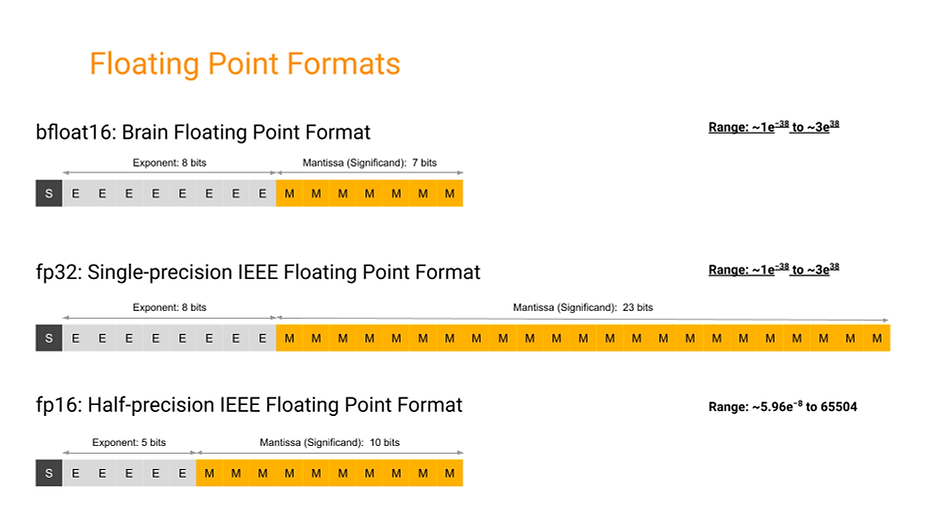 Floating Point Formats
bfloat16: Brain Floating Point Format
Range: ~1e⁻³⁸ to ~3e³⁸
Exponent: 8 bits
Mantissa (Significand): 7 bits
S E E E E E E E E M M M M M M M
fp32: Single-precision IEEE Floating Point Format
Range: ~1e⁻³⁸ to ~3e³⁸
Exponent: 8 bits
Mantissa (Significand): 23 bits
S E E E E E E E E M M M M M M M M M M M M M M M M M M M M M M M
fp16: Half-precision IEEE Floating Point Format
Range: ~5.96e⁻⁸ to 65504
Exponent: 5 bits
Mantissa (Significand): 10 bits
S E E E E E M M M M M M M M M M